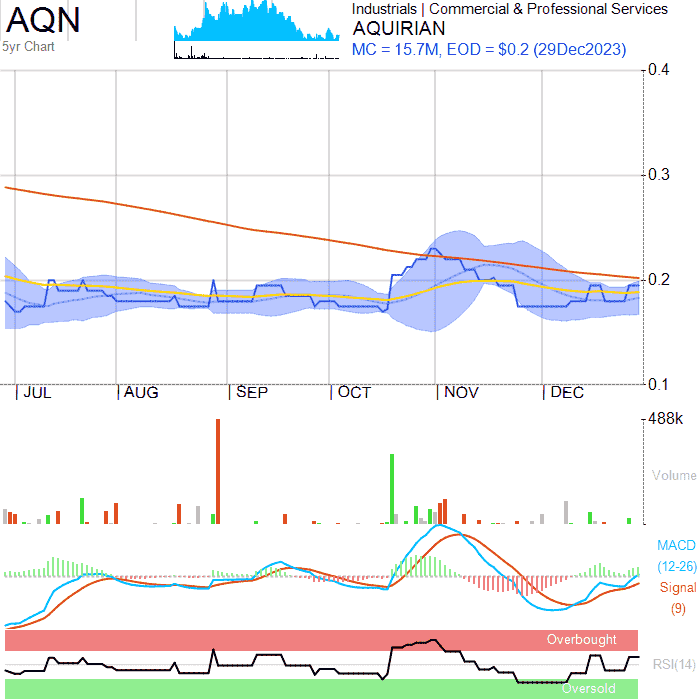 AQN
5yr Chart
Industrials | Commercial & Professional Services
AQUIRIAN
MC = 15.7M, EOD = $0.2 (29Dec2023)
0.4
0.3
0.2
0.1
JUL AUG SEP OCT NOV DEC
488k
Volume
MACD
(12-26)
Signal
(9)
Overbought
RSI(14)
Oversold